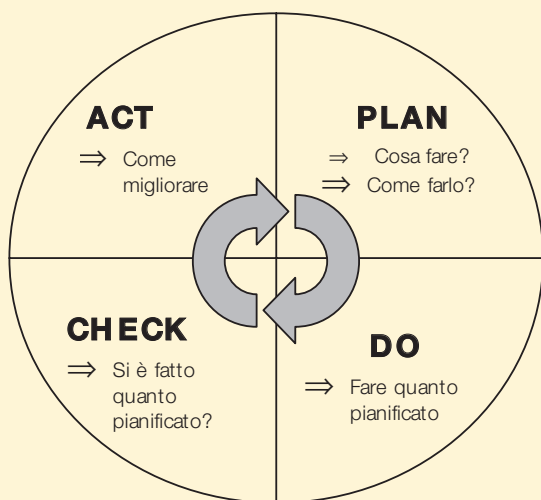 ACT
⇒ Come
migliorare
PLAN
⇒ Cosa fare?
⇒ Come farlo?
CHECK
⇒ Si è fatto
quanto
pianificato?
DO
⇒ Fare quanto
pianificato